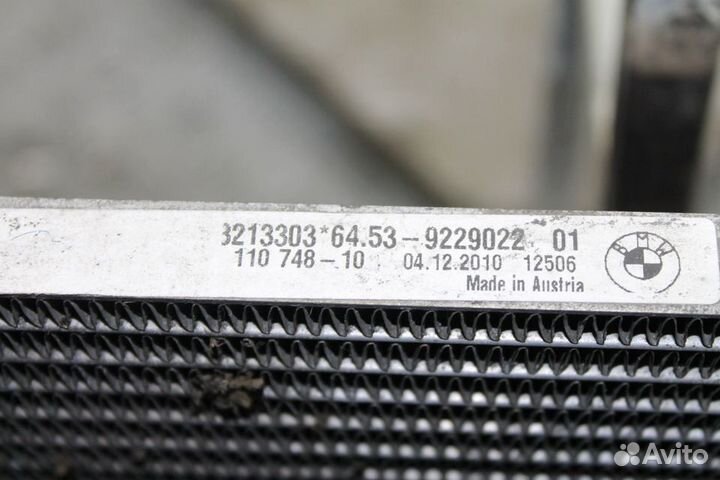 3213303*64.53-9229022 01
110 748-10 04.12.2010 12506
Made in Austria
BMW
Avito